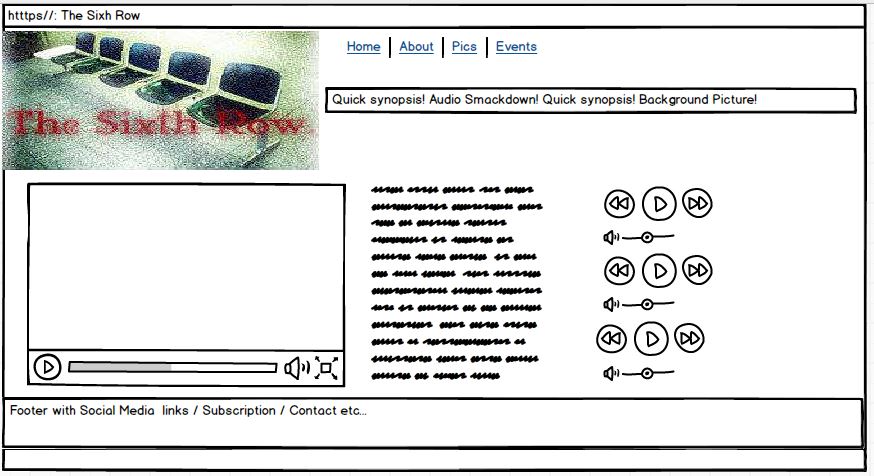 htttps//: The Sixh Row
The Sixth Row.
Home | About | Pics | Events
Quick synopsis! Audio Smackdown! Quick synopsis! Background Picture!
Footer with Social Media links / Subscription / Contact etc...